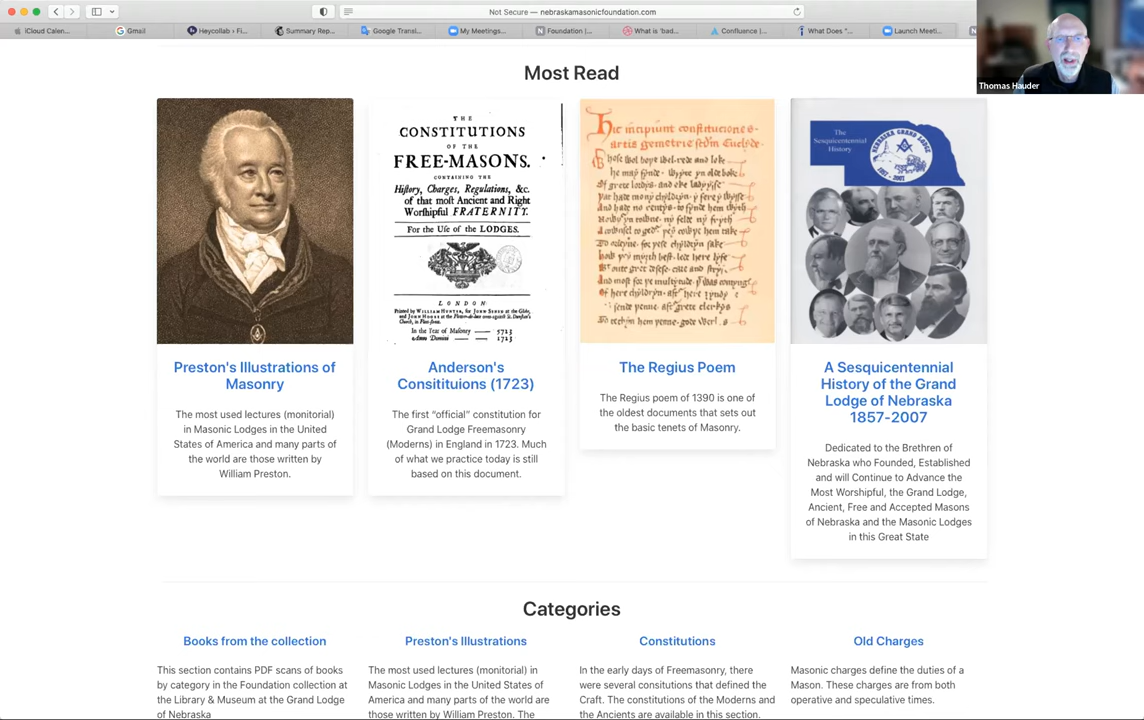 Not Secure — nebraskamasonicfoundation.com
iCloud Calen...
Gmail
Heycollab › Fi...
Summary Rep...
Google Transl...
My Meetings...
Foundation |...
What is 'bad...
Confluence |...
What Does "...
Launch Meeti...
Thomas Hauder
Most Read
THE
CONSTITUTIONS
OF THE
FREE-MASONS.
CONTAINING THE
History, Charges, Regulations, &c.
of that most Ancient and Right
Worshipful FRATERNITY.
For the Use of the LODGES.
LONDON
In the Year of Masonry — 5723
Anno Domini — 1723
The
Sesquicentennial
History
NEBRASKA GRAND LODGE
1857-2007
Preston's Illustrations of
Masonry
The most used lectures (monitorial)
in Masonic Lodges in the United
States of America and many parts of
the world are those written by
William Preston.
Anderson's
Consitituions (1723)
The first “official” constitution for
Grand Lodge Freemasonry
(Moderns) in England in 1723. Much
of what we practice today is still
based on this document.
The Regius Poem
The Regius poem of 1390 is one of
the oldest documents that sets out
the basic tenets of Masonry.
A Sesquicentennial
History of the Grand
Lodge of Nebraska
1857-2007
Dedicated to the Brethren of
Nebraska who Founded, Established
and will Continue to Advance the
Most Worshipful, the Grand Lodge,
Ancient, Free and Accepted Masons
of Nebraska and the Masonic Lodges
in this Great State
Categories
Books from the collection
This section contains PDF scans of books
by category in the Foundation collection at
the Library & Museum at the Grand Lodge
of Nebraska
Preston's Illustrations
The most used lectures (monitorial) in
Masonic Lodges in the United States of
America and many parts of the world are
those written by William Preston. The
Constitutions
In the early days of Freemasonry, there
were several consitutions that defined the
Craft. The constitutions of the Moderns and
the Ancients are available in this section.
Old Charges
Masonic charges define the duties of a
Mason. These charges are from both
operative and speculative times.